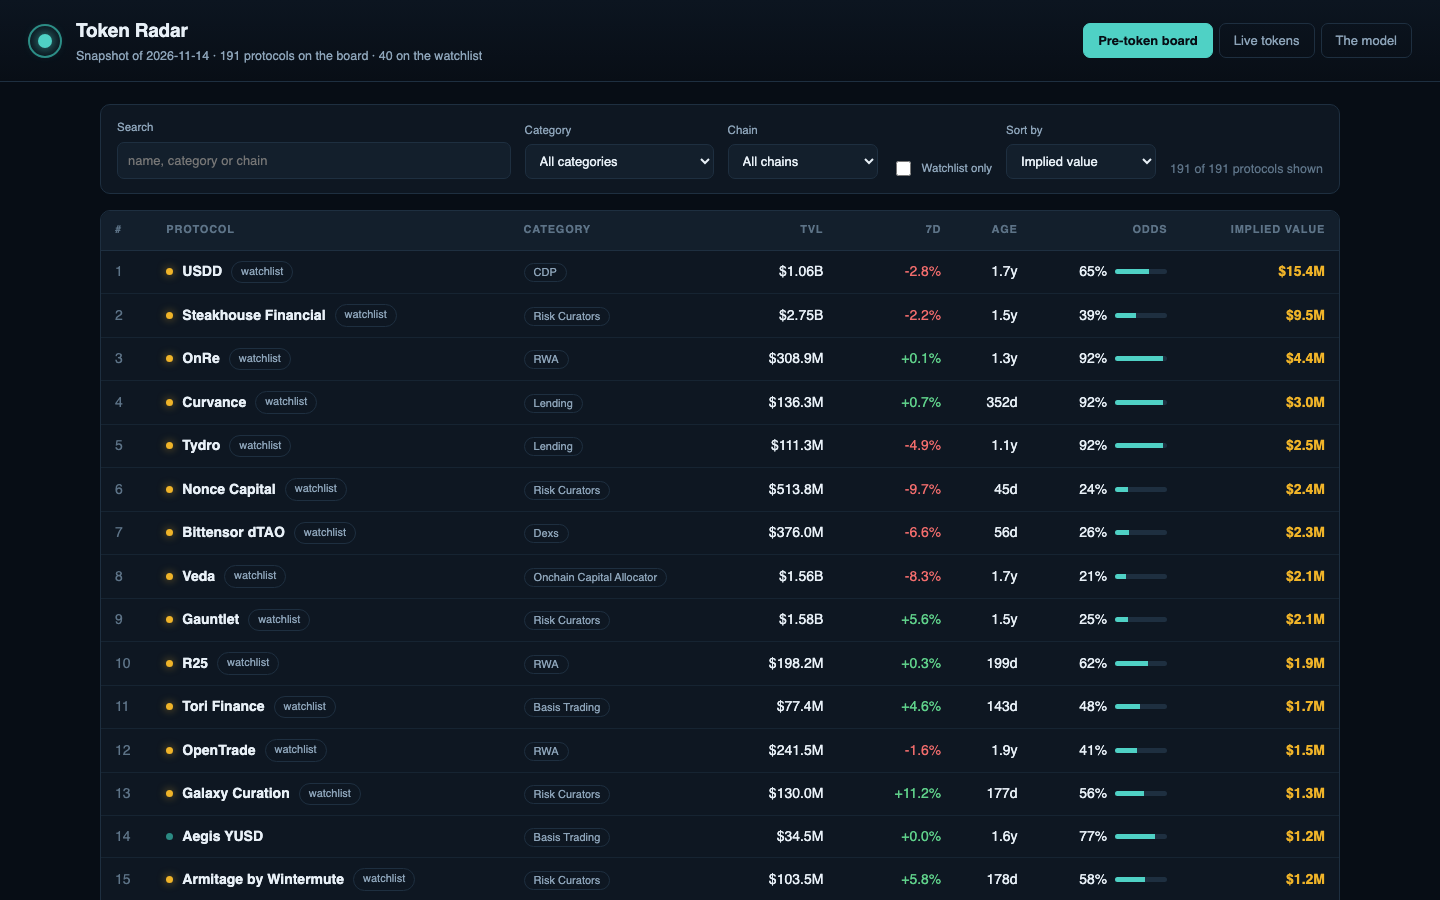 Token Radar
Snapshot of 2026-11-14 · 191 protocols on the board · 40 on the watchlist
Pre-token board
Live tokens
The model
Search
name, category or chain
Category
All categories
Chain
All chains
Watchlist only
Sort by
Implied value
191 of 191 protocols shown
# PROTOCOL CATEGORY TVL 7D AGE ODDS IMPLIED VALUE
1 USDD watchlist CDP $1.06B -2.8% 1.7y 65% $15.4M
2 Steakhouse Financial watchlist Risk Curators $2.75B -2.2% 1.5y 39% $9.5M
3 OnRe watchlist RWA $308.9M +0.1% 1.3y 92% $4.4M
4 Curvance watchlist Lending $136.3M +0.7% 352d 92% $3.0M
5 Tydro watchlist Lending $111.3M -4.9% 1.1y 92% $2.5M
6 Nonce Capital watchlist Risk Curators $513.8M -9.7% 45d 24% $2.4M
7 Bittensor dTAO watchlist Dexs $376.0M -6.6% 56d 26% $2.3M
8 Veda watchlist Onchain Capital Allocator $1.56B -8.3% 1.7y 21% $2.1M
9 Gauntlet watchlist Risk Curators $1.58B +5.6% 1.5y 25% $2.1M
10 R25 watchlist RWA $198.2M +0.3% 199d 62% $1.9M
11 Tori Finance watchlist Basis Trading $77.4M +4.6% 143d 48% $1.7M
12 OpenTrade watchlist RWA $241.5M -1.6% 1.9y 41% $1.5M
13 Galaxy Curation watchlist Risk Curators $130.0M +11.2% 177d 56% $1.3M
14 Aegis YUSD Basis Trading $34.5M +0.0% 1.6y 77% $1.2M
15 Armitage by Wintermute watchlist Risk Curators $103.5M +5.8% 178d 58% $1.2M